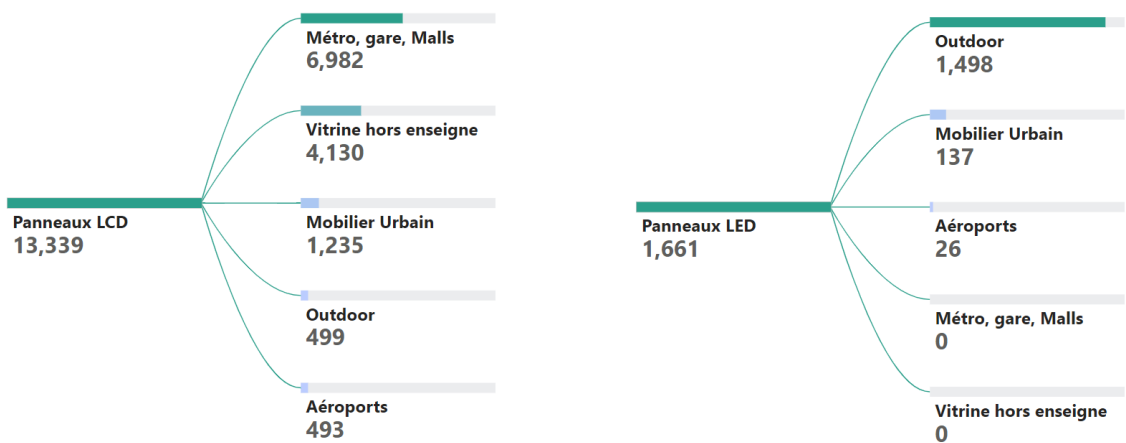 Métro, gare, Malls
6,982
Vitrine hors enseigne
4,130
Panneaux LCD
13,339
Mobilier Urbain
1,235
Outdoor
499
Aéroports
493
Outdoor
1,498
Mobilier Urbain
137
Panneaux LED
1,661
Aéroports
26
Métro, gare, Malls
0
Vitrine hors enseigne
0